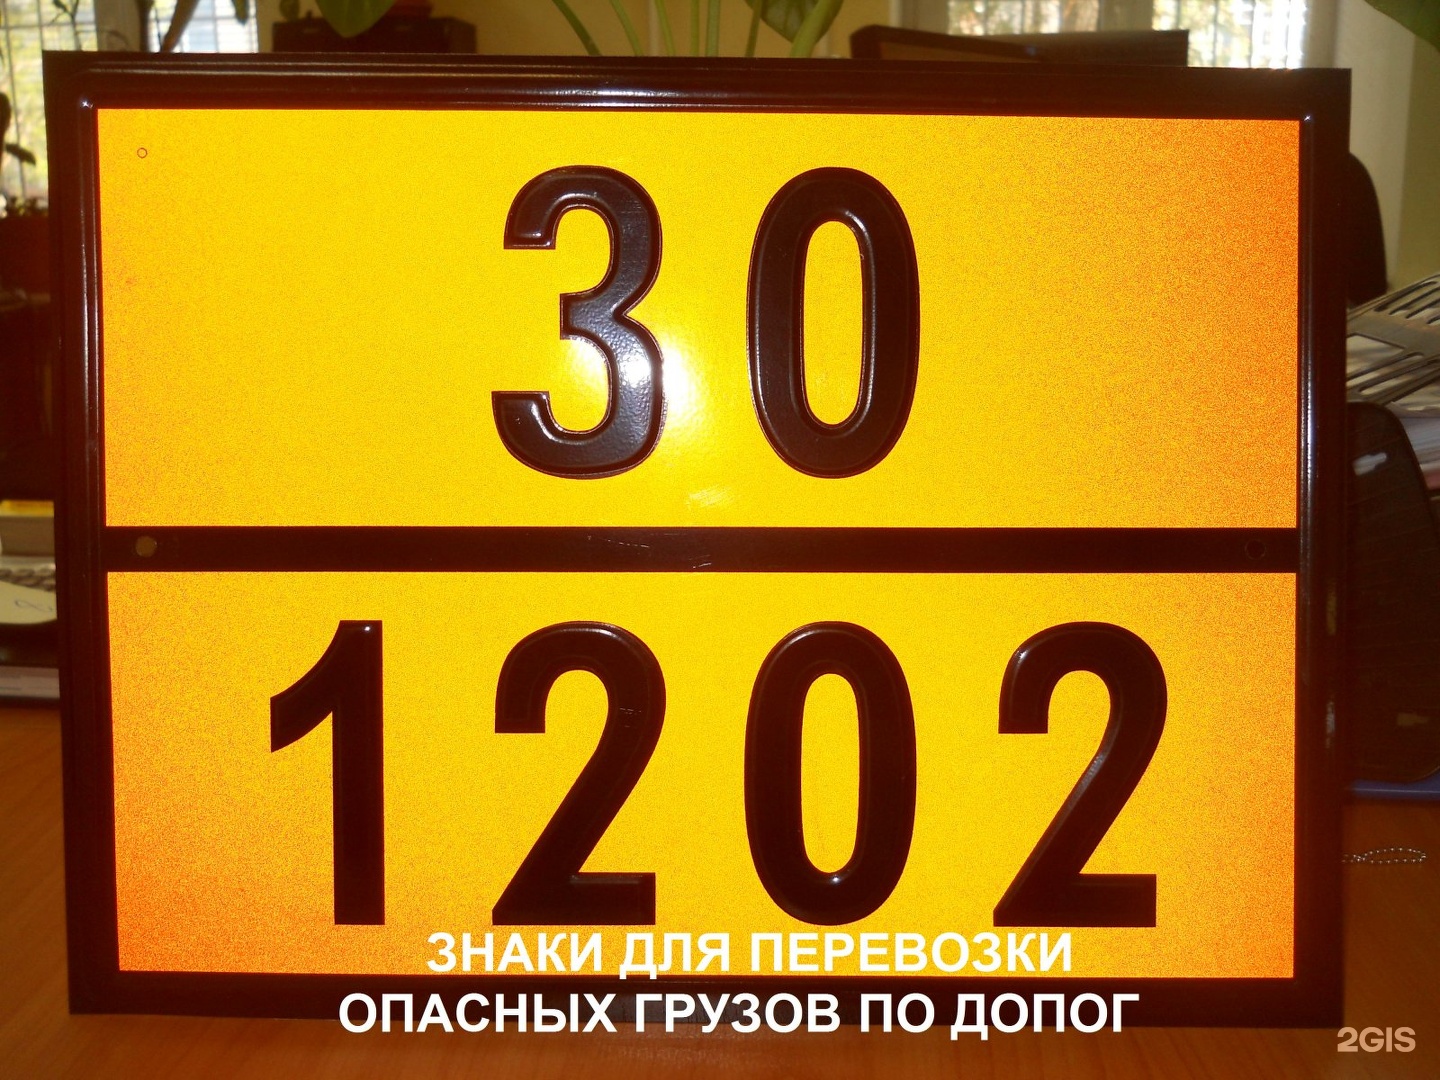 30
1202
ЗНАКИ ДЛЯ ПЕРЕВОЗКИ
ОПАСНЫХ ГРУЗОВ ПО ДОПОГ
2GIS